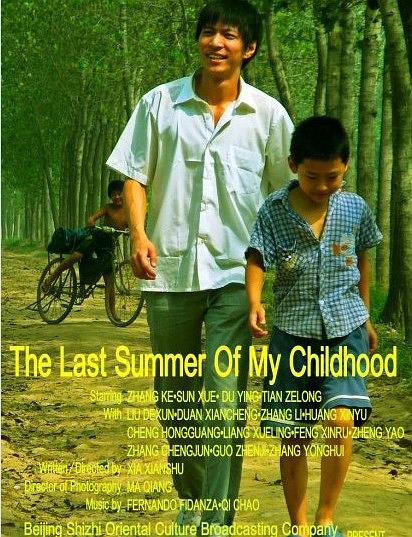 The Last Summer Of My Childhood
Starring ZHANG KE•SUN XUE•DU YING•TIAN ZELONG
With LIU DEKUN•DUAN XIANCHENG•ZHANG LI•HUANG XINYU
CHENG HONGGUANG•LIANG XUELING•FENG XINRU•ZHENG YAO
ZHANG CHENGJUN•GUO ZHENJI•ZHANG YONGHUI
Written / Directed by XIA XIANSHU
Director of Photography MA QIANG
Music by FERNANDO FIDANZA•QI CHAO
Beijing Shizhi Oriental Culture Broadcasting Company PRESENT